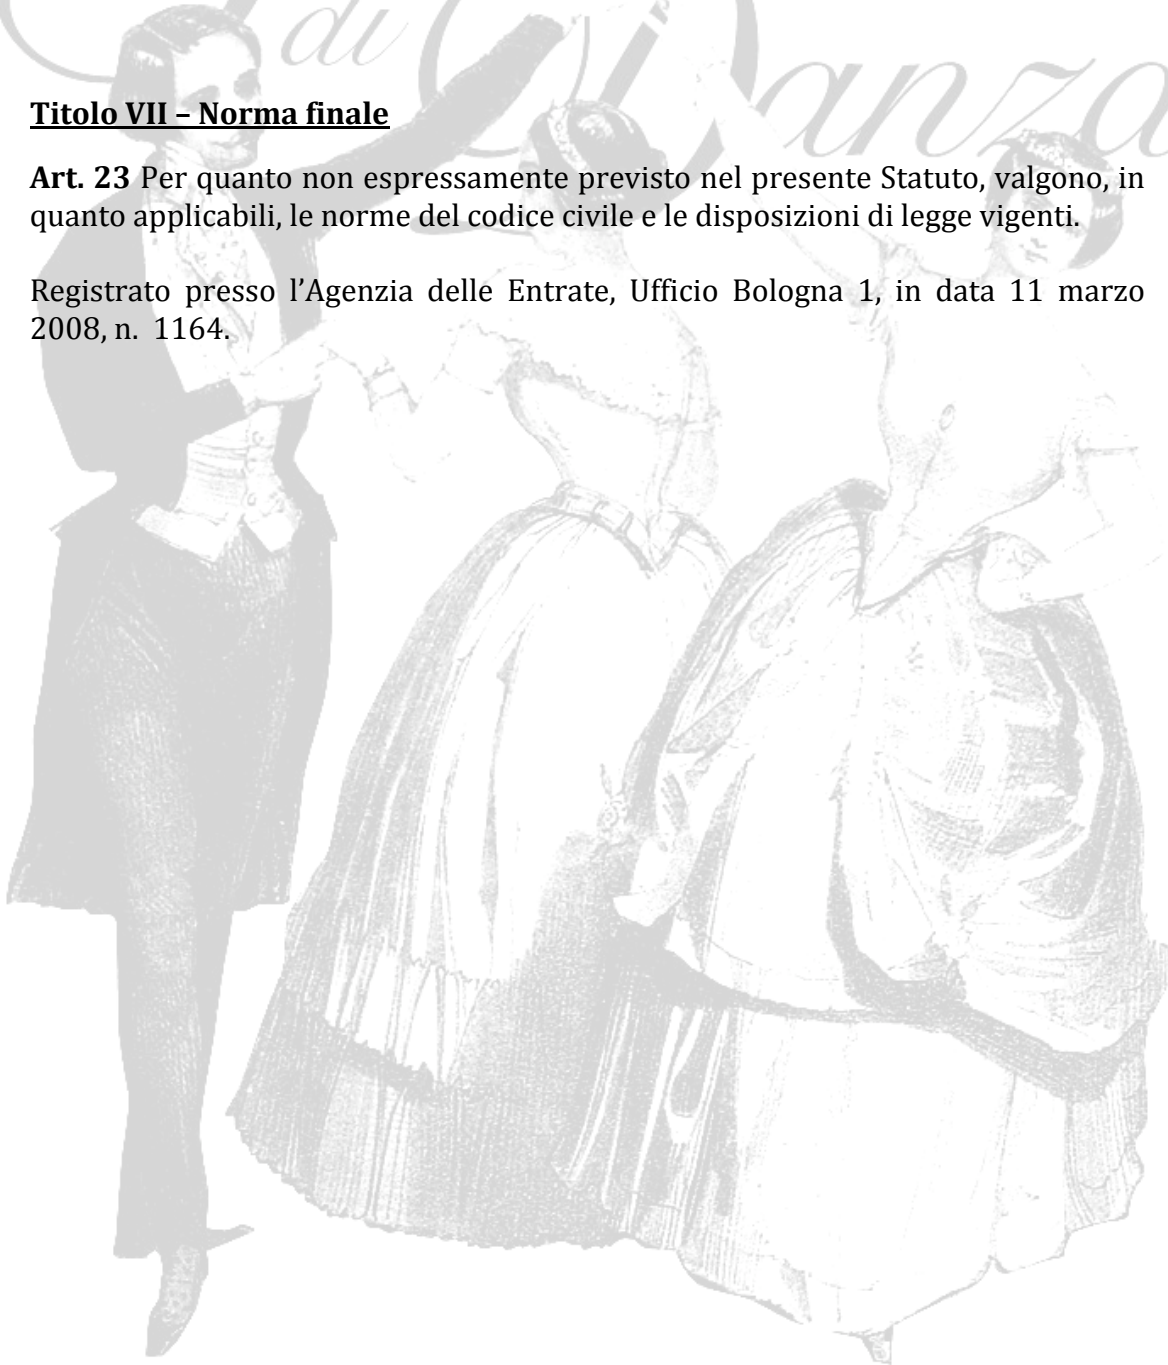 di Danza
Titolo VII – Norma finale
Art. 23 Per quanto non espressamente previsto nel presente Statuto, valgono, in
quanto applicabili, le norme del codice civile e le disposizioni di legge vigenti.
Registrato presso l’Agenzia delle Entrate, Ufficio Bologna 1, in data 11 marzo
2008, n. 1164.